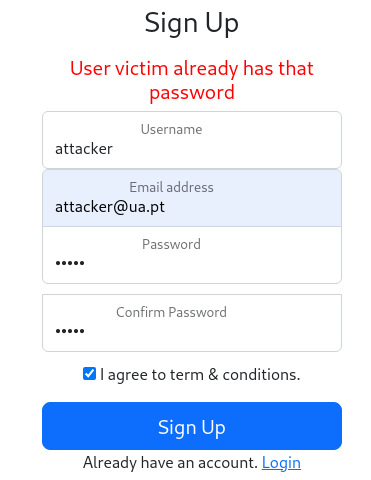 Sign Up
User victim already has that
password
Username
attacker
Email address
attacker@ua.pt
Password
•••••
Confirm Password
•••••
I agree to term & conditions.
Sign Up
Already have an account. Login